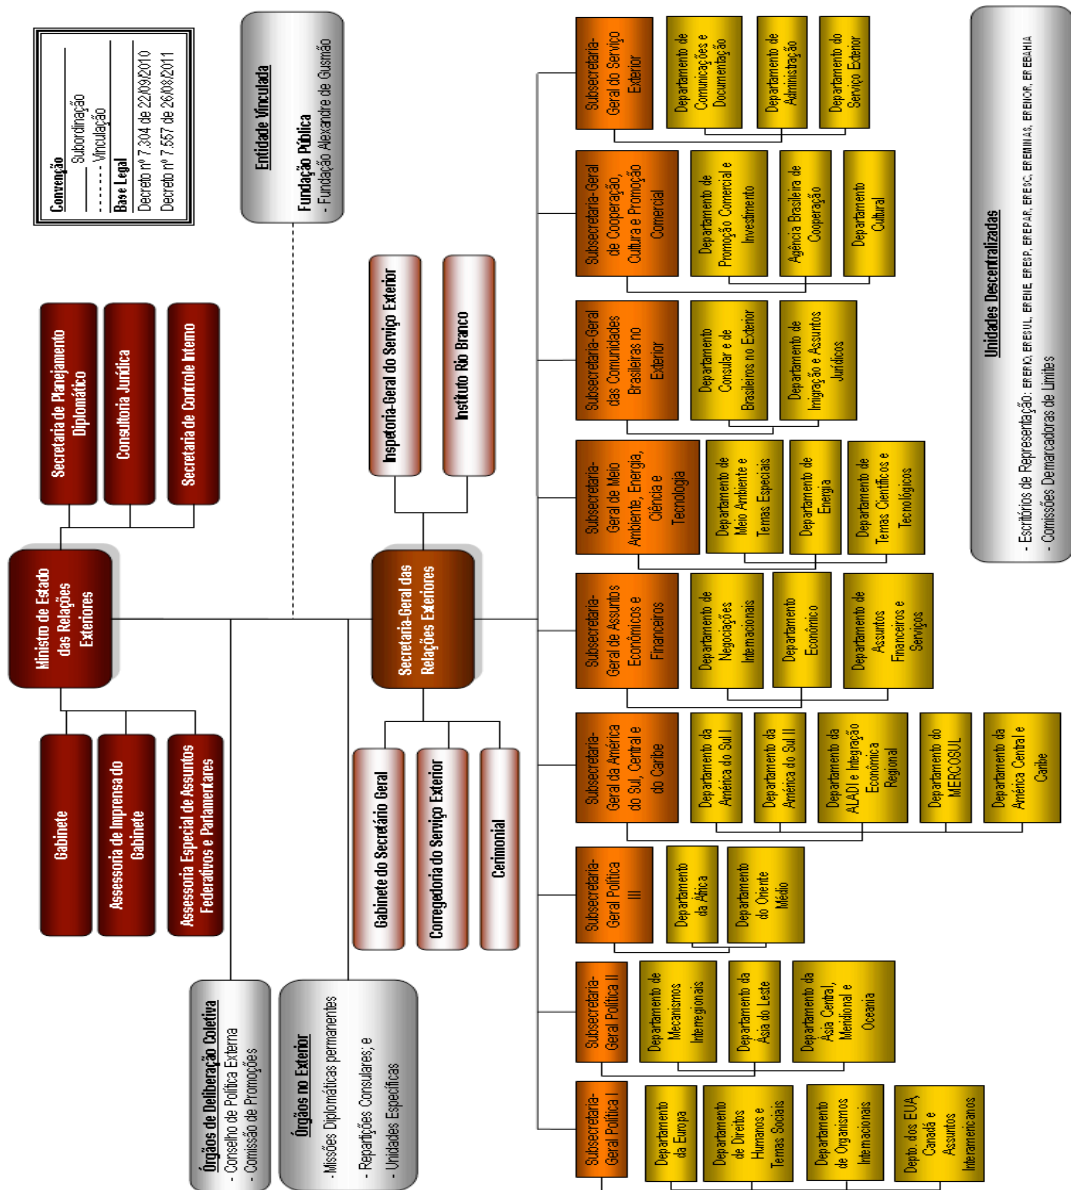 Convenção
Subordinação
Vinculação
Base Legal
Decreto nº 7.304 de 22/09/2010
Decreto nº 7.557 de 26/08/2011
Ministro de Estado
das Relações
Exteriores
Gabinete
Assessoria de Imprensa do
Gabinete
Assessoria Especial de Assuntos
Federativos e Parlamentares
Secretaria de Planejamento
Diplomático
Consultoria Jurídica
Secretaria de Controle Interno
Órgãos de Deliberação Coletiva
- Conselho de Política Externa
- Comissão de Promoções
Entidade Vinculada
Fundação Pública
- Fundação Alexandre de Gusmão
Órgãos no Exterior
- Missões Diplomáticas permanentes
- Repartições Consulares; e
- Unidades Específicas
Secretaria-Geral das
Relações Exteriores
Gabinete do Secretário Geral
Corregedoria do Serviço Exterior
Cerimonial
Inspetoria-Geral do Serviço Exterior
Instituto Rio Branco
Subsecretaria-
Geral Política I
Departamento
da Europa
Departamento
de Direitos
Humanos e
Temas Sociais
Departamento
de Organismos
Internacionais
Depto. dos EUA,
Canadá e
Assuntos
Interamericanos
Subsecretaria-
Geral Política II
Departamento de
Mecanismos
Interregionais
Departamento da
Ásia do Leste
Departamento da
Ásia Central,
Meridional e
Oceania
Subsecretaria-
Geral Política
III
Departamento
da África
Departamento
do Oriente
Médio
Subsecretaria-
Geral da América
do Sul, Central e
do Caribe
Departamento da
América do Sul I
Departamento da
América do Sul II
Departamento da
ALADI e Integração
Econômica
Regional
Departamento do
MERCOSUL
Departamento da
América Central e
Caribe
Subsecretaria-
Geral de Assuntos
Econômicos e
Financeiros
Departamento de
Negociações
Internacionais
Departamento
Econômico
Departamento de
Assuntos
Financeiros e
Serviços
Subsecretaria-
Geral de Meio
Ambiente, Energia,
Ciência e
Tecnologia
Departamento de
Meio Ambiente e
Temas Especiais
Departamento de
Energia
Departamento de
Temas Científicos e
Tecnológicos
Subsecretaria-Geral
das Comunidades
Brasileiras no
Exterior
Departamento
Consular e de
Brasileiros no Exterior
Departamento de
Imigração e Assuntos
Jurídicos
Subsecretaria-Geral
de Cooperação,
Cultura e Promoção
Comercial
Departamento de
Promoção Comercial e
Investimento
Agência Brasileira de
Cooperação
Departamento
Cultural
Subsecretaria-
Geral do Serviço
Exterior
Departamento de
Comunicações e
Documentação
Departamento de
Administração
Departamento do
Serviço Exterior
Unidades Descentralizadas
- Escritórios de Representação: ERERIO, ERESUL, ERENE, ERESP, EREPAR, ERESC, EREMINAS, ERENOR, EREBAHIA
- Comissões Demarcadoras de Limites